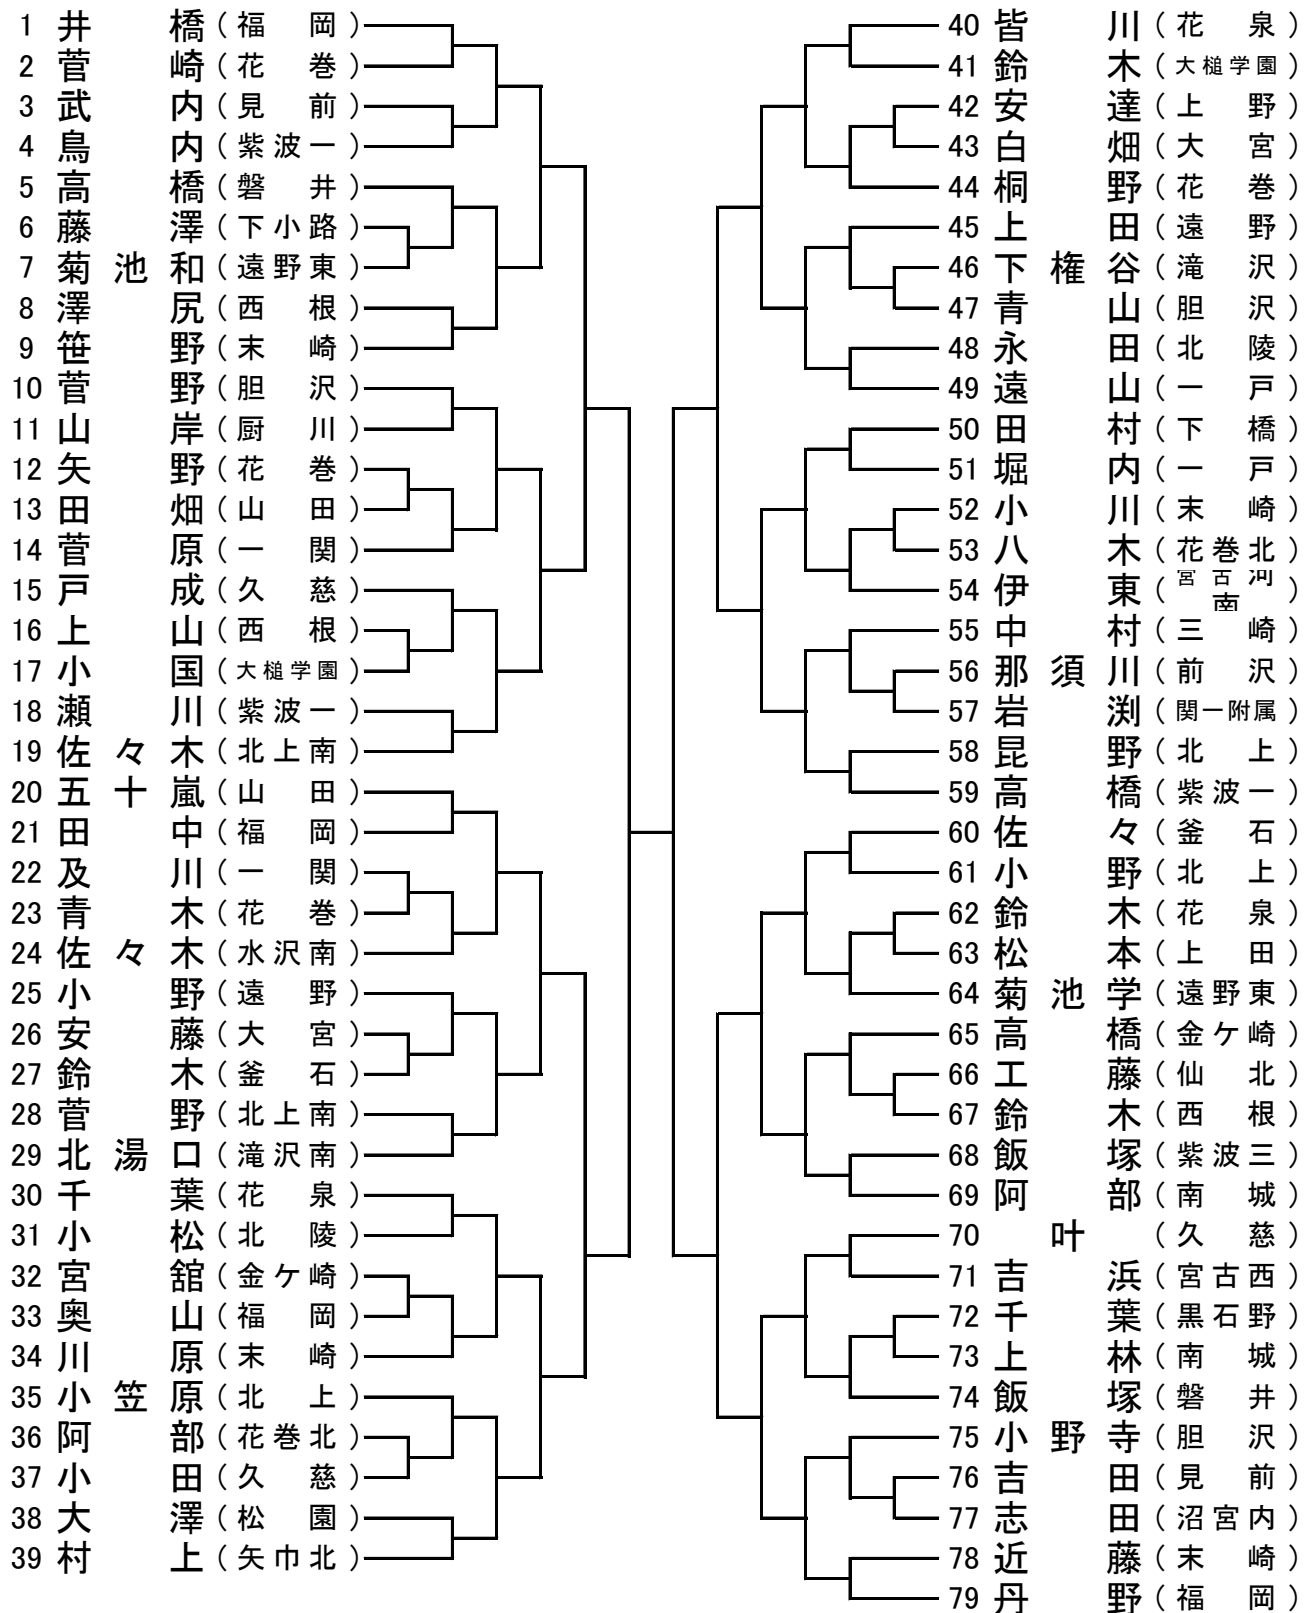 1 井橋（福岡）
2 菅崎（花巻）
3 武内（見前）
4 鳥内（紫波一）
5 高橋（磐井）
6 藤澤（下小路）
7 菊池和（遠野東）
8 澤尻（西根）
9 笹野（末崎）
10 菅野（胆沢）
11 山岸（厨川）
12 矢野（花巻）
13 田畑（山田）
14 菅原（一関）
15 戸成（久慈）
16 上山（西根）
17 小国（大槌学園）
18 瀬川（紫波一）
19 佐々木（北上南）
20 五十嵐（山田）
21 田中（福岡）
22 及川（一関）
23 青木（花巻）
24 佐々木（水沢南）
25 小野（遠野）
26 安藤（大宮）
27 鈴木（釜石）
28 菅野（北上南）
29 北湯口（滝沢南）
30 千葉（花泉）
31 小松（北陵）
32 宮舘（金ケ崎）
33 奥山（福岡）
34 川原（末崎）
35 小笠原（北上）
36 阿部（花巻北）
37 小田（久慈）
38 大澤（松園）
39 村上（矢巾北）
40 皆川（花泉）
41 鈴木（大槌学園）
42 安達（上野）
43 白畑（大宮）
44 桐野（花巻）
45 上田（遠野）
46 下権谷（滝沢）
47 青山（胆沢）
48 永田（北陵）
49 遠山（一戸）
50 田村（下橋）
51 堀内（一戸）
52 小川（末崎）
53 八木（花巻北）
54 伊東（宮古河南）
55 中村（三崎）
56 那須川（前沢）
57 岩渕（関一附属）
58 昆野（北上）
59 高橋（紫波一）
60 佐々（釜石）
61 小野（北上）
62 鈴木（花泉）
63 松本（上田）
64 菊池学（遠野東）
65 高橋（金ケ崎）
66 工藤（仙北）
67 鈴木（西根）
68 飯塚（紫波三）
69 阿部（南城）
70 叶（久慈）
71 吉浜（宮古西）
72 千葉（黒石野）
73 上林（南城）
74 飯塚（磐井）
75 小野寺（胆沢）
76 吉田（見前）
77 志田（沼宮内）
78 近藤（末崎）
79 丹野（福岡）